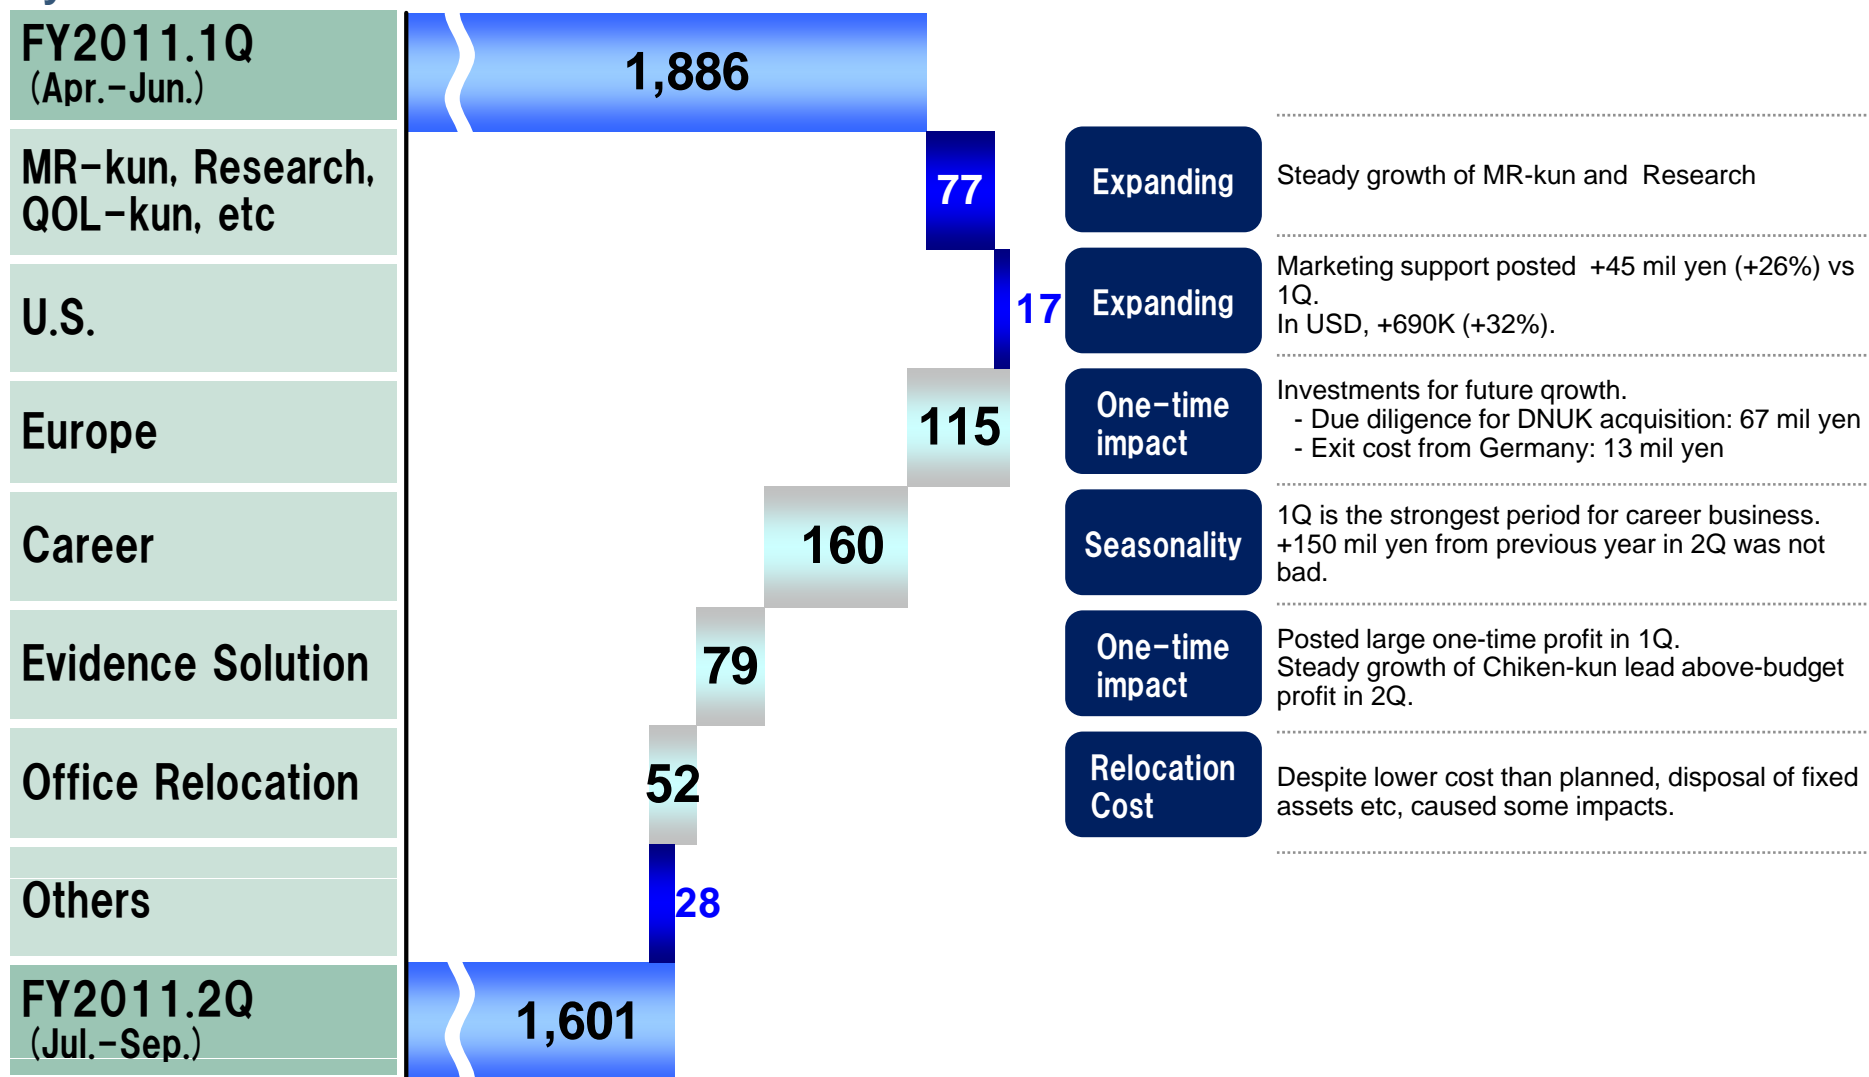 FY2011.1Q
(Apr.-Jun.)
1,886
MR-kun, Research,
QOL-kun, etc
77
Expanding
Steady growth of MR-kun and Research
U.S.
17
Expanding
Marketing support posted +45 mil yen (+26%) vs
1Q.
In USD, +690K (+32%).
Europe
115
One-time
impact
Investments for future qrowth.
- Due diligence for DNUK acquisition: 67 mil yen
- Exit cost from Germany: 13 mil yen
Career
160
Seasonality
1Q is the strongest period for career business.
+150 mil yen from previous year in 2Q was not
bad.
Evidence Solution
79
One-time
impact
Posted large one-time profit in 1Q.
Steady growth of Chiken-kun lead above-budget
profit in 2Q.
Office Relocation
52
Relocation
Cost
Despite lower cost than planned, disposal of fixed
assets etc, caused some impacts.
Others
28
FY2011.2Q
(Jul.-Sep.)
1,601